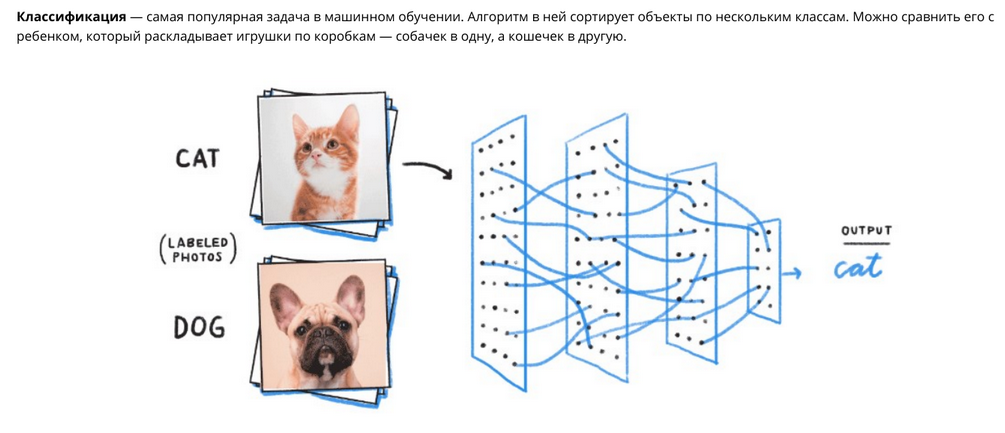 Классификация — самая популярная задача в машинном обучении. Алгоритм в ней сортирует объекты по нескольким классам. Можно сравнить его с
ребенком, который раскладывает игрушки по коробкам — собачек в одну, а кошечек в другую.
CAT
(LABELED
PHOTOS)
DOG
OUTPUT
cat